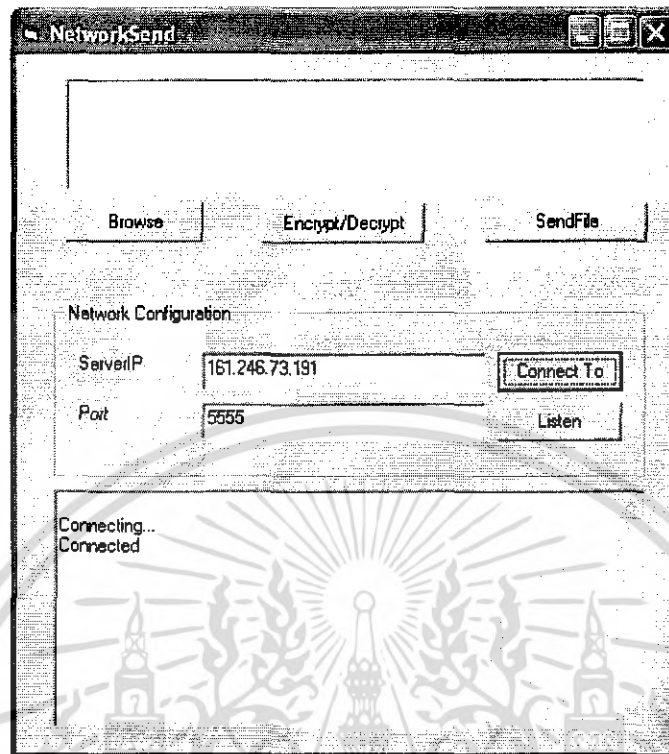 NetworkSend
Browse Encrypt/Decrypt SendFile
Network Configuration
ServerIP 161.246.73.191 Connect To
Port 5555 Listen
Connecting...
Connected